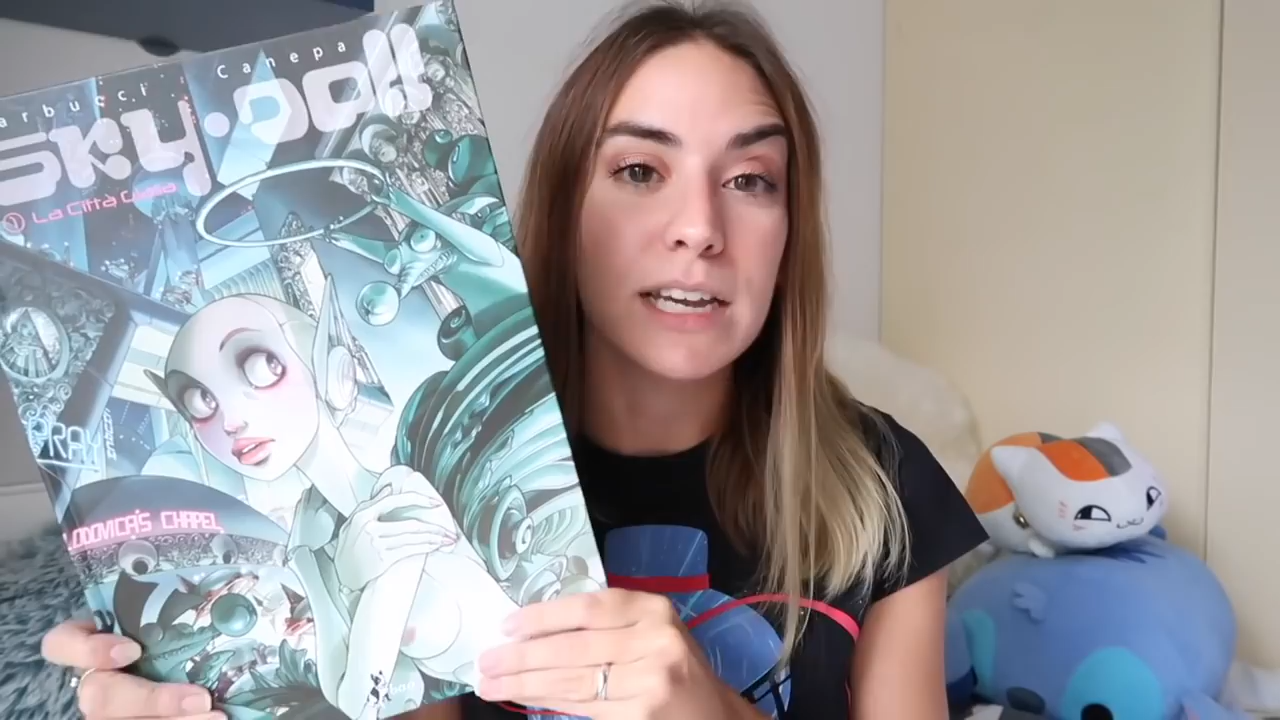 arbucci . Canepa
Sky.Doll
1 La Città Gialla
PRAY
LODOVICA'S CHAPEL